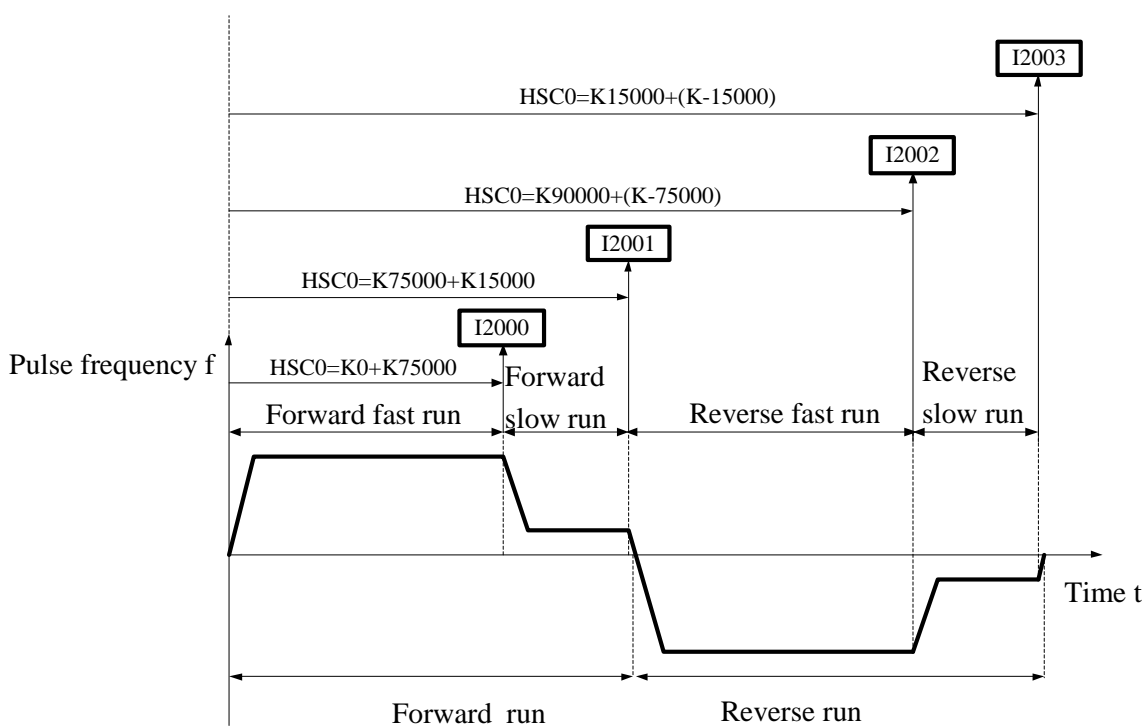 I2003
HSC0=K15000+(K-15000)
I2002
HSC0=K90000+(K-75000)
I2001
HSC0=K75000+K15000
I2000
Pulse frequency f
HSC0=K0+K75000
Forward
slow run
Reverse
slow run
Forward fast run
Reverse fast run
Time t
Forward run
Reverse run